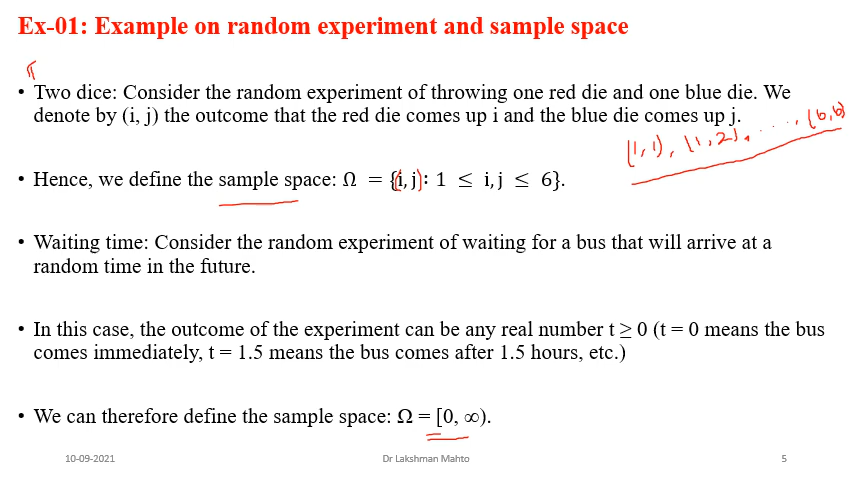 Ex-01: Example on random experiment and sample space
π
• Two dice: Consider the random experiment of throwing one red die and one blue die. We
denote by (i, j) the outcome that the red die comes up i and the blue die comes up j.
(1,1), (1,2), ...., (6,6)
• Hence, we define the sample space: Ω = {(i,j): 1 ≤ i,j ≤ 6}.
• Waiting time: Consider the random experiment of waiting for a bus that will arrive at a
random time in the future.
• In this case, the outcome of the experiment can be any real number t ≥ 0 (t = 0 means the bus
comes immediately, t = 1.5 means the bus comes after 1.5 hours, etc.)
• We can therefore define the sample space: Ω = [0, ∞).
10-09-2021 Dr Lakshman Mahto 5